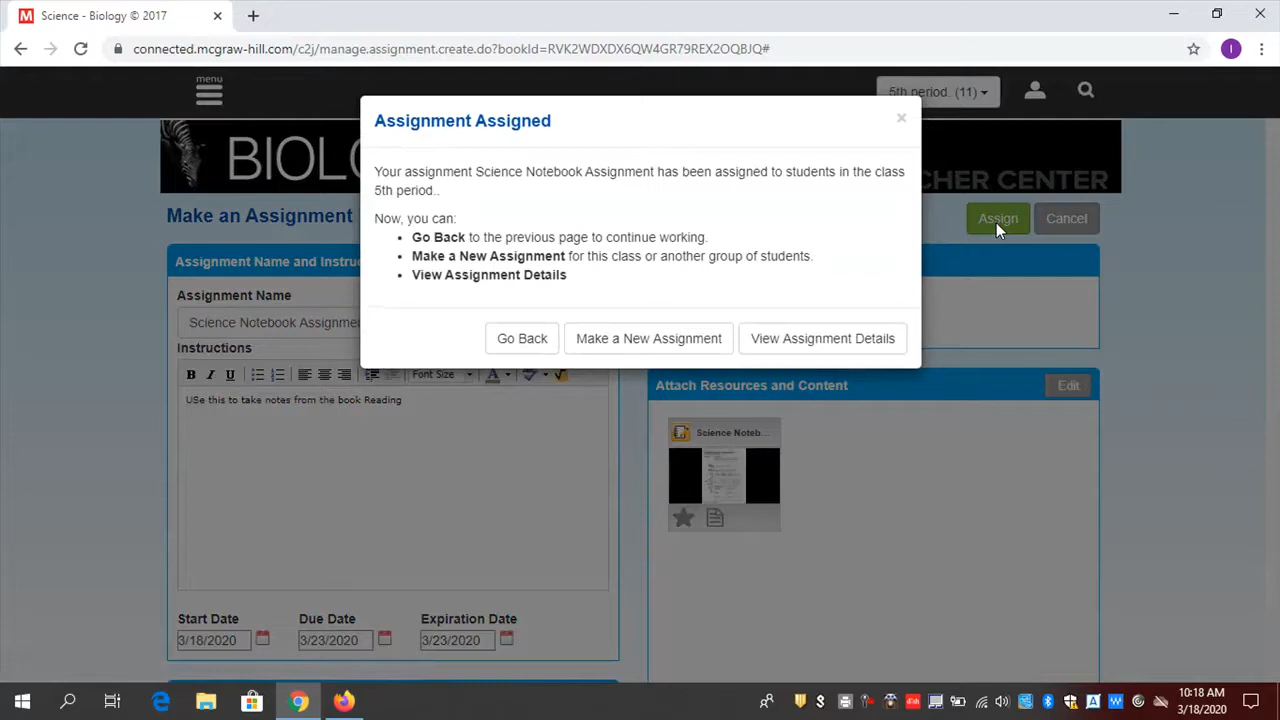 M Science - Biology © 2017
connected.mcgraw-hill.com/c2j/manage.assignment.create.do?bookId=RVK2WDXDX6QW4GR79REX2OQBJQ#
menu
5th period. (11)
BIOLO
CHER CENTER
Make an Assignment
Assign
Cancel
Assignment Name and Instruc
Assignment Name
Science Notebook Assignme
Instructions
B I U
Font Size
A
USe this to take notes from the book Reading
Start Date
Due Date
Expiration Date
3/18/2020
3/23/2020
3/23/2020
Attach Resources and Content
Edit
Science Noteb...
Assignment Assigned
×
Your assignment Science Notebook Assignment has been assigned to students in the class
5th period..
Now, you can:
• Go Back to the previous page to continue working.
• Make a New Assignment for this class or another group of students.
• View Assignment Details
Go Back
Make a New Assignment
View Assignment Details
10:18 AM
3/18/2020